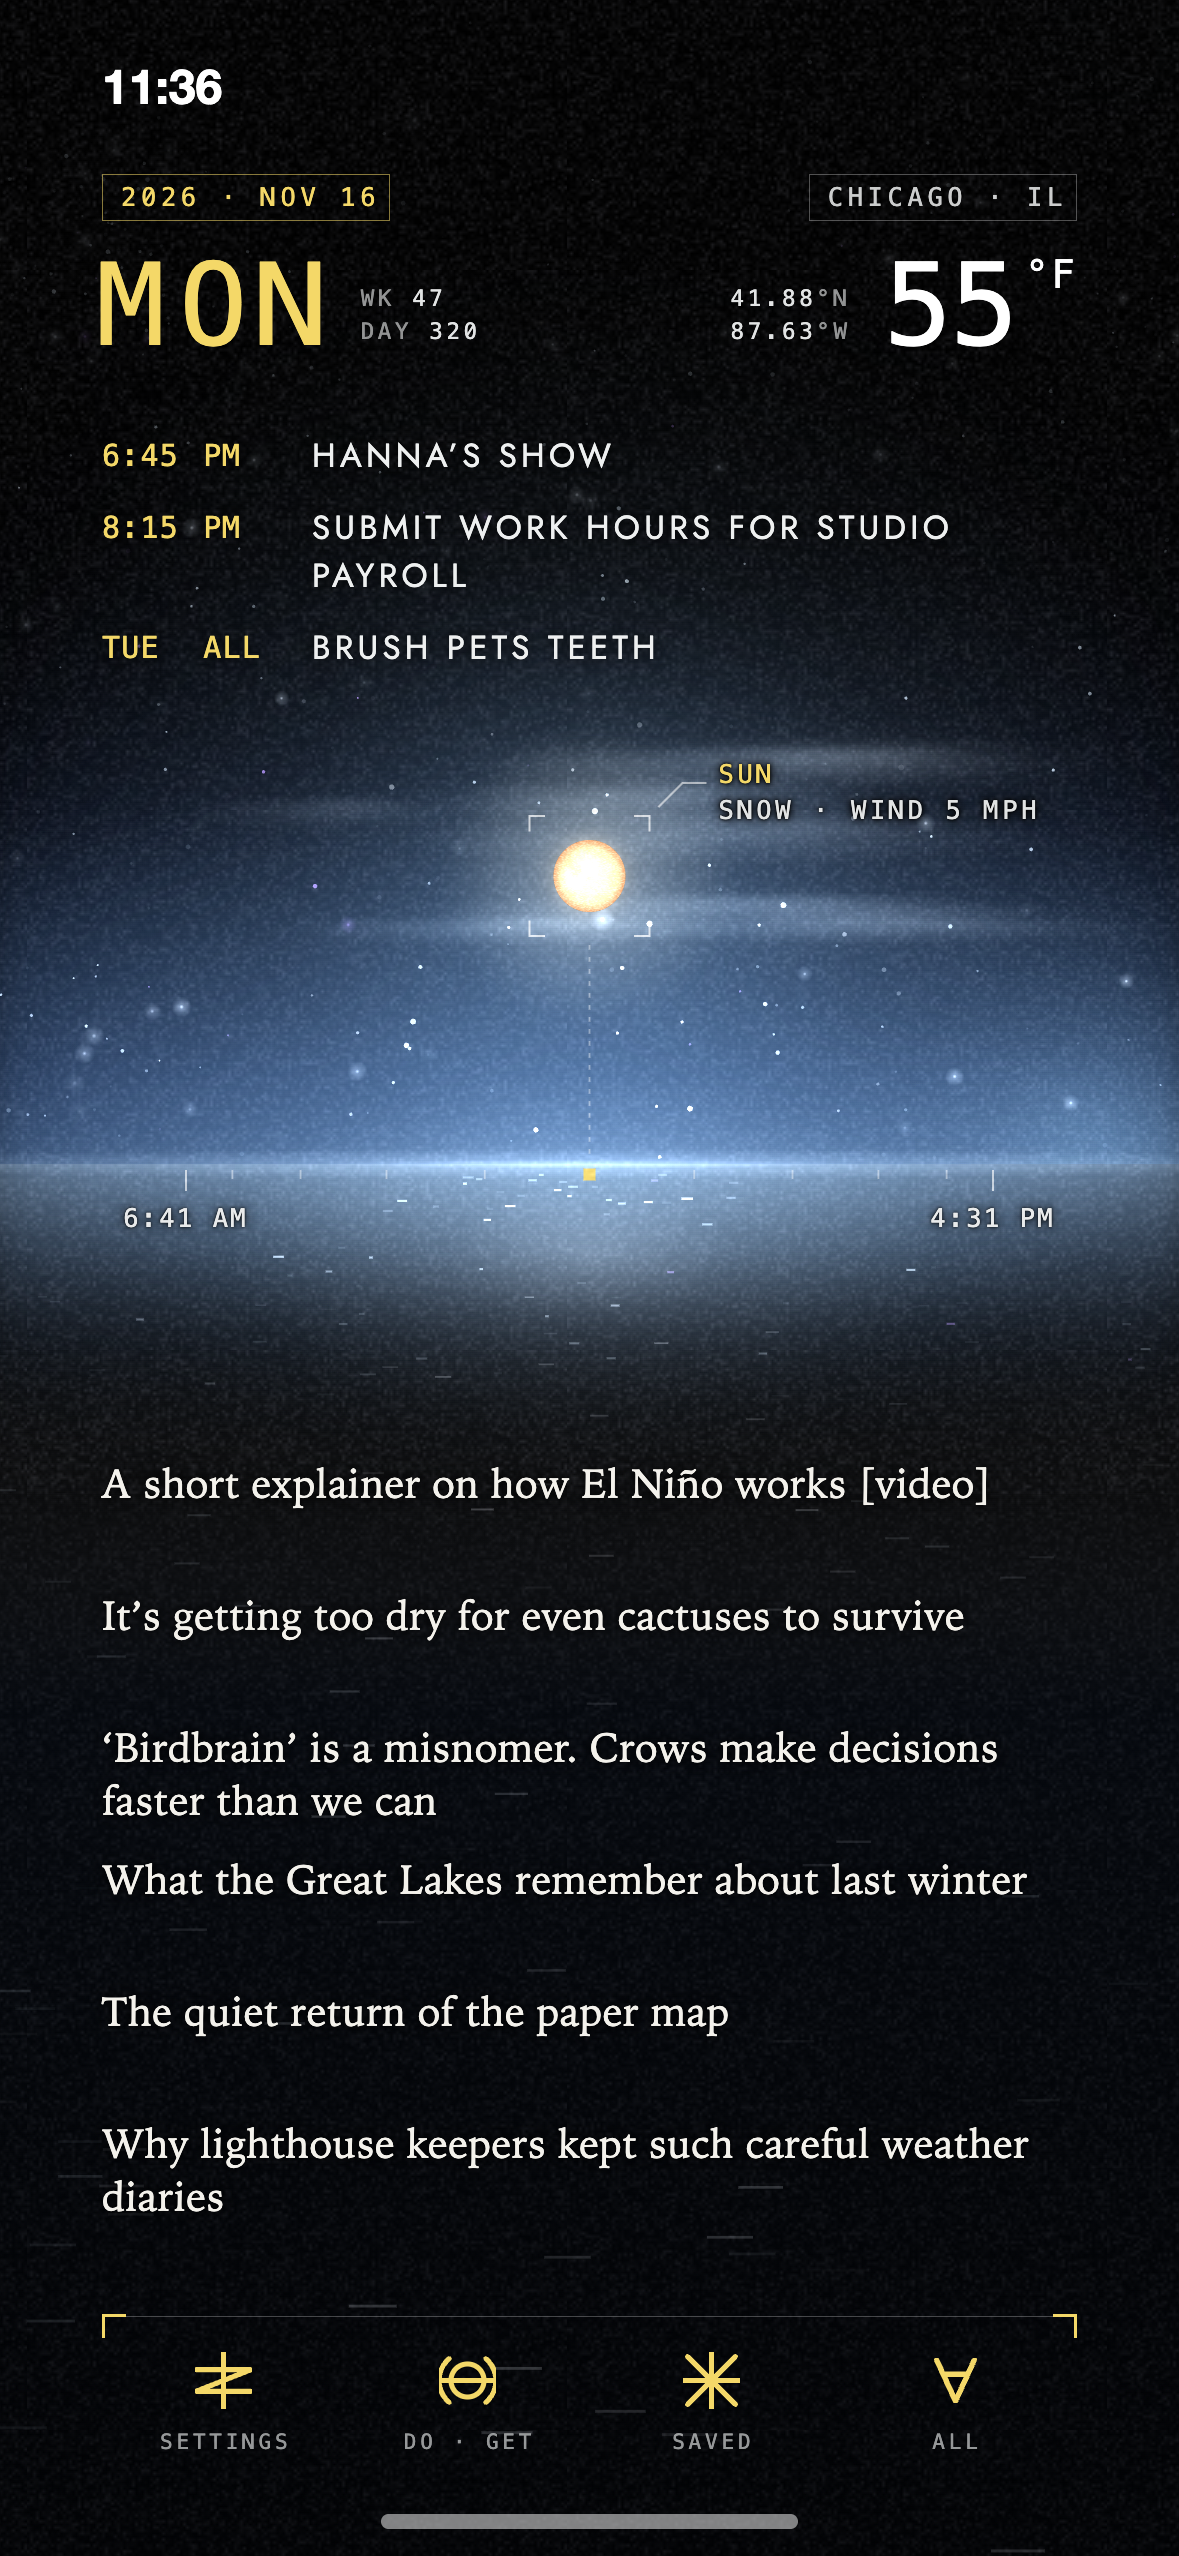 11:36
2026 · NOV 16
CHICAGO · IL
MON
WK 47
DAY 320
41.88°N
87.63°W
55°F
6:45 PM HANNA’S SHOW
8:15 PM SUBMIT WORK HOURS FOR STUDIO
PAYROLL
TUE ALL BRUSH PETS TEETH
SUN
SNOW · WIND 5 MPH
6:41 AM
4:31 PM
A short explainer on how El Niño works [video]
It’s getting too dry for even cactuses to survive
‘Birdbrain’ is a misnomer. Crows make decisions
faster than we can
What the Great Lakes remember about last winter
The quiet return of the paper map
Why lighthouse keepers kept such careful weather
diaries
SETTINGS
DO · GET
SAVED
ALL